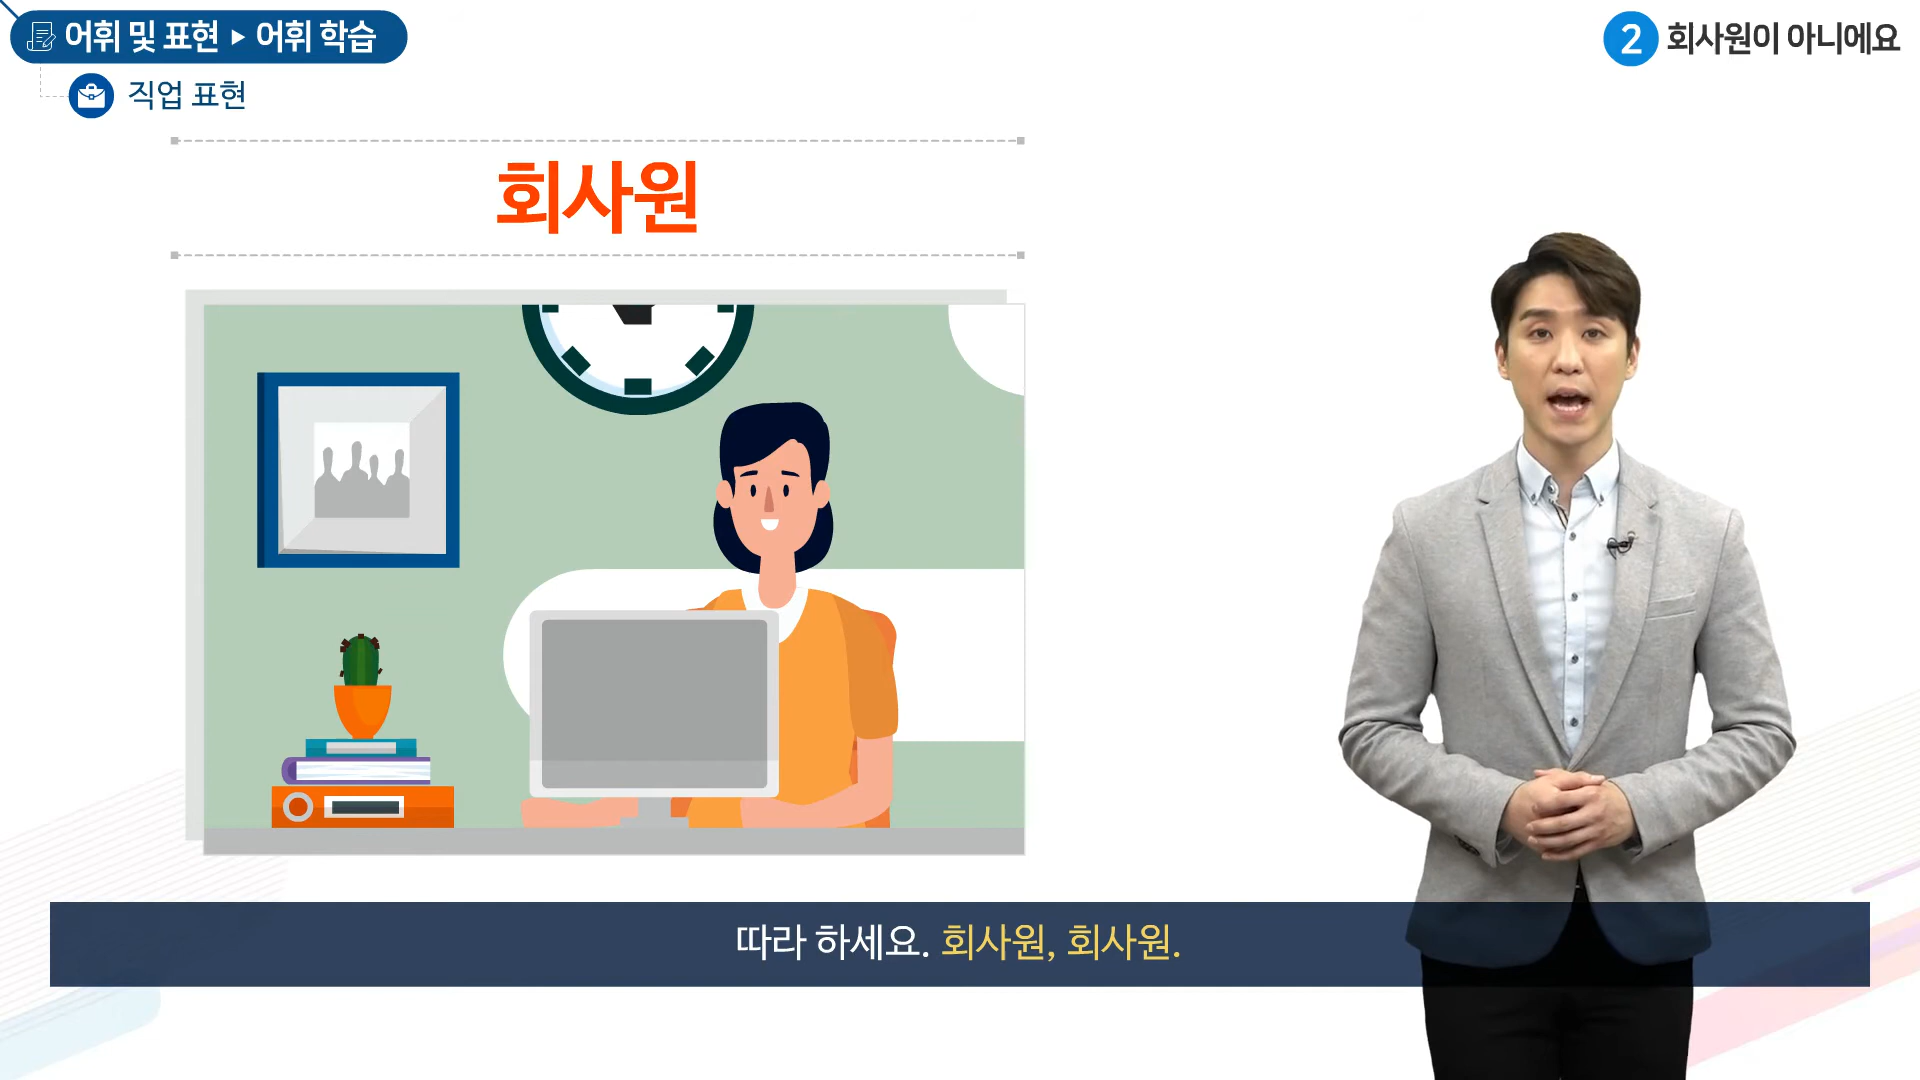 어휘 및 표현 ▶ 어휘 학습
2 회사원이 아니에요
직업 표현
회사원
따라 하세요. 회사원, 회사원.